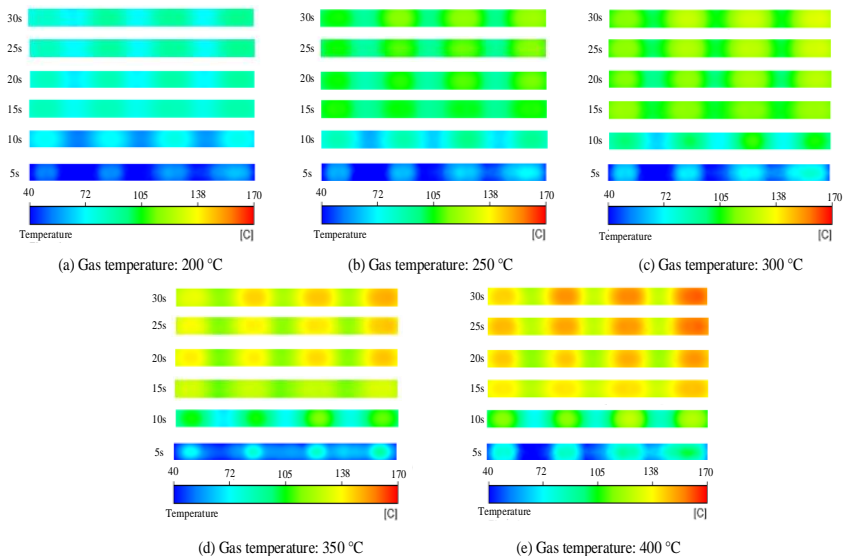 30s
25s
20s
15s
10s
5s
40 72 105 138 170
Temperature [C]
(a) Gas temperature: 200 °C
30s
25s
20s
15s
10s
5s
40 72 105 138 170
Temperature [C]
(b) Gas temperature: 250 °C
30s
25s
20s
15s
10s
5s
40 72 105 138 170
Temperature [C]
(c) Gas temperature: 300 °C
30s
25s
20s
15s
10s
5s
40 72 105 138 170
Temperature [C]
(d) Gas temperature: 350 °C
30s
25s
20s
15s
10s
5s
40 72 105 138 170
Temperature [C]
(e) Gas temperature: 400 °C